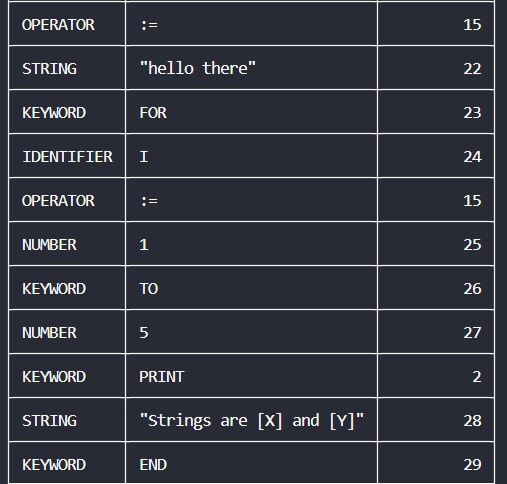 OPERATOR := 15
STRING "hello there" 22
KEYWORD FOR 23
IDENTIFIER I 24
OPERATOR := 15
NUMBER 1 25
KEYWORD TO 26
NUMBER 5 27
KEYWORD PRINT 2
STRING "Strings are [X] and [Y]" 28
KEYWORD END 29